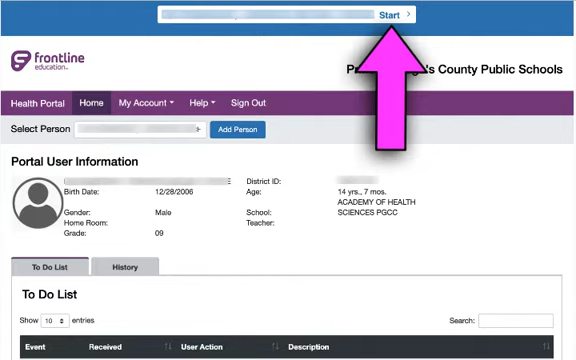 Start
frontline
education
's County Public Schools
Health Portal Home My Account Help Sign Out
Select Person Add Person
Portal User Information
District ID:
Birth Date: 12/28/2006 Age: 14 yrs., 7 mos.
ACADEMY OF HEALTH
Gender: Male School: SCIENCES PGCC
Home Room: Teacher:
Grade: 09
To Do List History
To Do List
Show 10 entries Search:
Event Received User Action Description